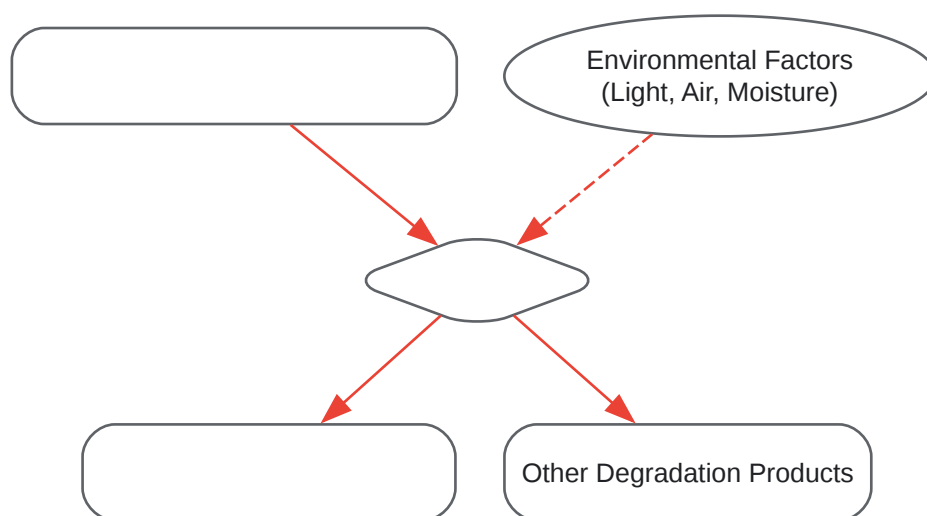 Environmental Factors
(Light, Air, Moisture)
Other Degradation Products